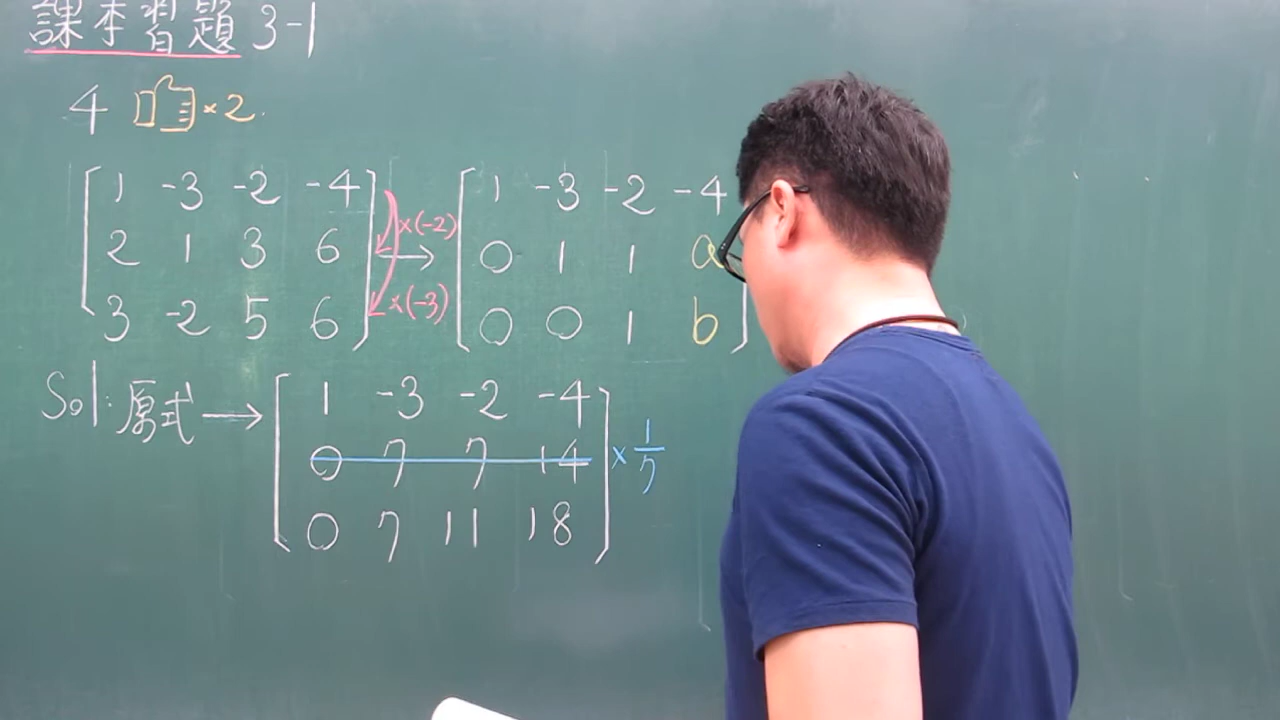 課本習題 3-1
4 ×2
1 -3 -2 -4 ×(-2) 1 -3 -2 -4
2 1 3 6 → 0 1 1 a
3 -2 5 6 ×(-3) 0 0 1 b
Sol: 原式 → 1 -3 -2 -4
0 7 7 14 × 1/7
0 7 11 18